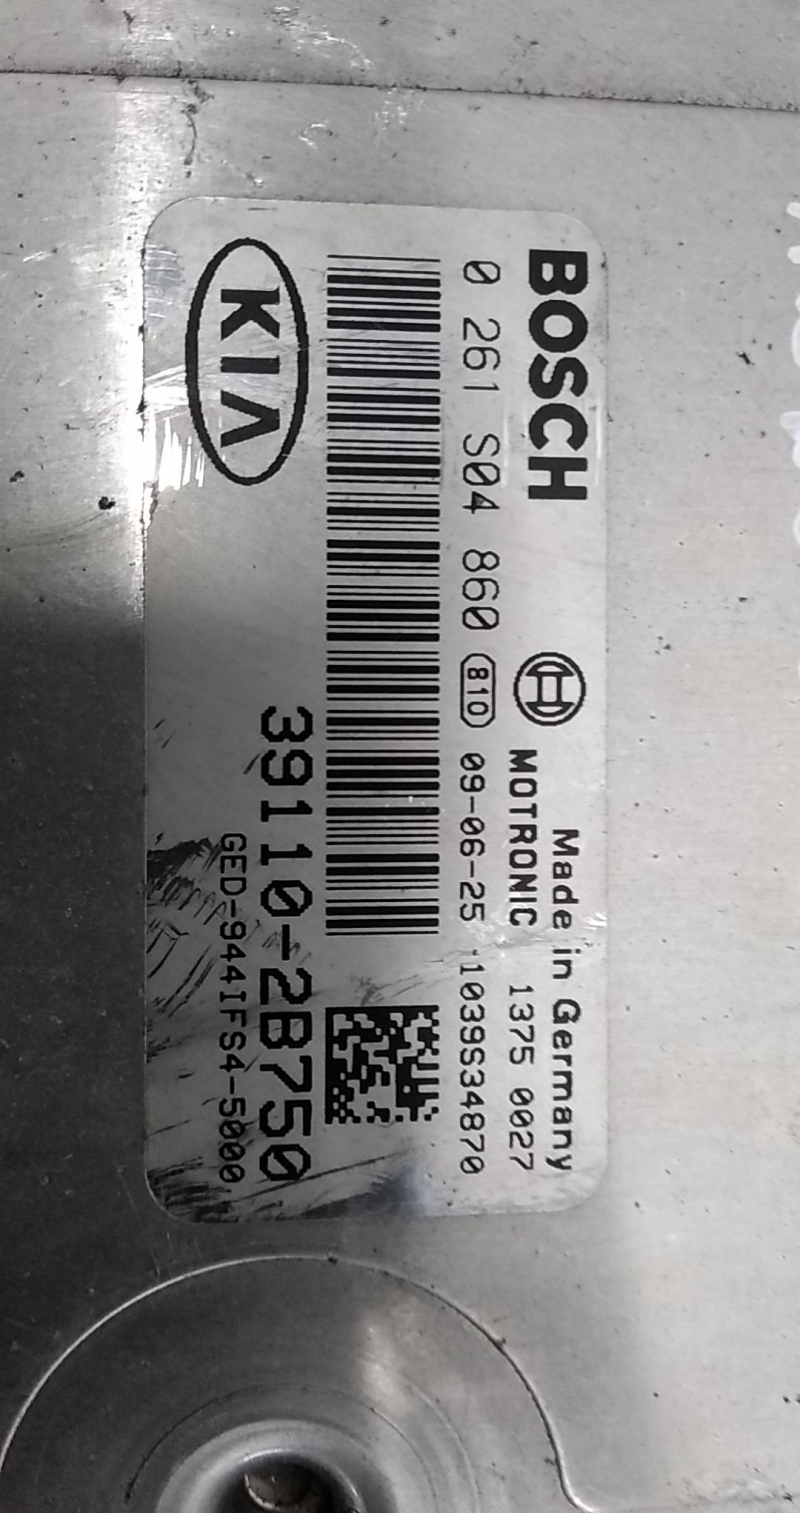 BOSCH
Made in Germany
MOTRONIC 1375 0027
0 261 S04 860 810 09-06-25 1039S34870
39110-2B750
KIA
GED-944IFS4-5000